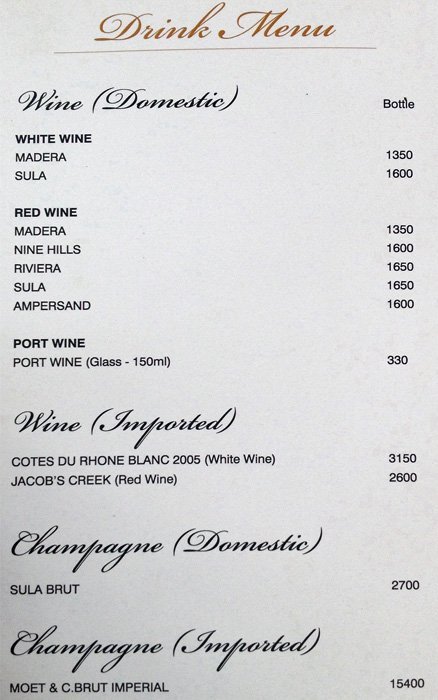 Drink Menu
Wine (Domestic) Bottle
WHITE WINE
MADERA 1350
SULA 1600
RED WINE
MADERA 1350
NINE HILLS 1600
RIVIERA 1650
SULA 1650
AMPERSAND 1600
PORT WINE
PORT WINE (Glass - 150ml) 330
Wine (Imported)
COTES DU RHONE BLANC 2005 (White Wine) 3150
JACOB'S CREEK (Red Wine) 2600
Champagne (Domestic)
SULA BRUT 2700
Champagne (Imported)
MOET & C.BRUT IMPERIAL 15400